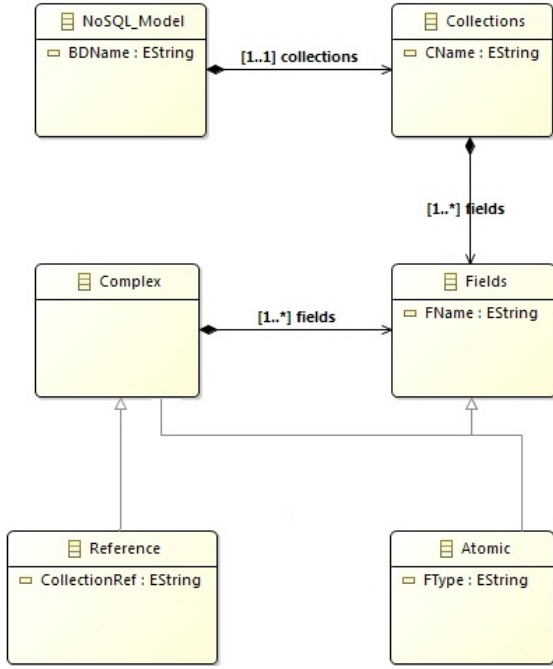 NoSQL_Model
BDName : EString
[1..1] collections
Collections
CName : EString
[1..*] fields
Complex
[1..*] fields
Fields
FName : EString
Reference
CollectionRef : EString
Atomic
FType : EString